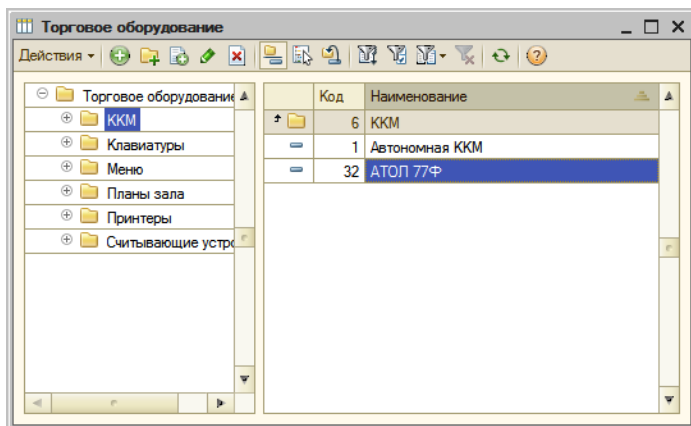 Торговое оборудование
Действия
Торговое оборудование
ККМ
Клавиатуры
Меню
Планы зала
Принтеры
Считывающие устро
Код Наименование
6 ККМ
1 Автономная ККМ
32 АТОЛ 77Ф